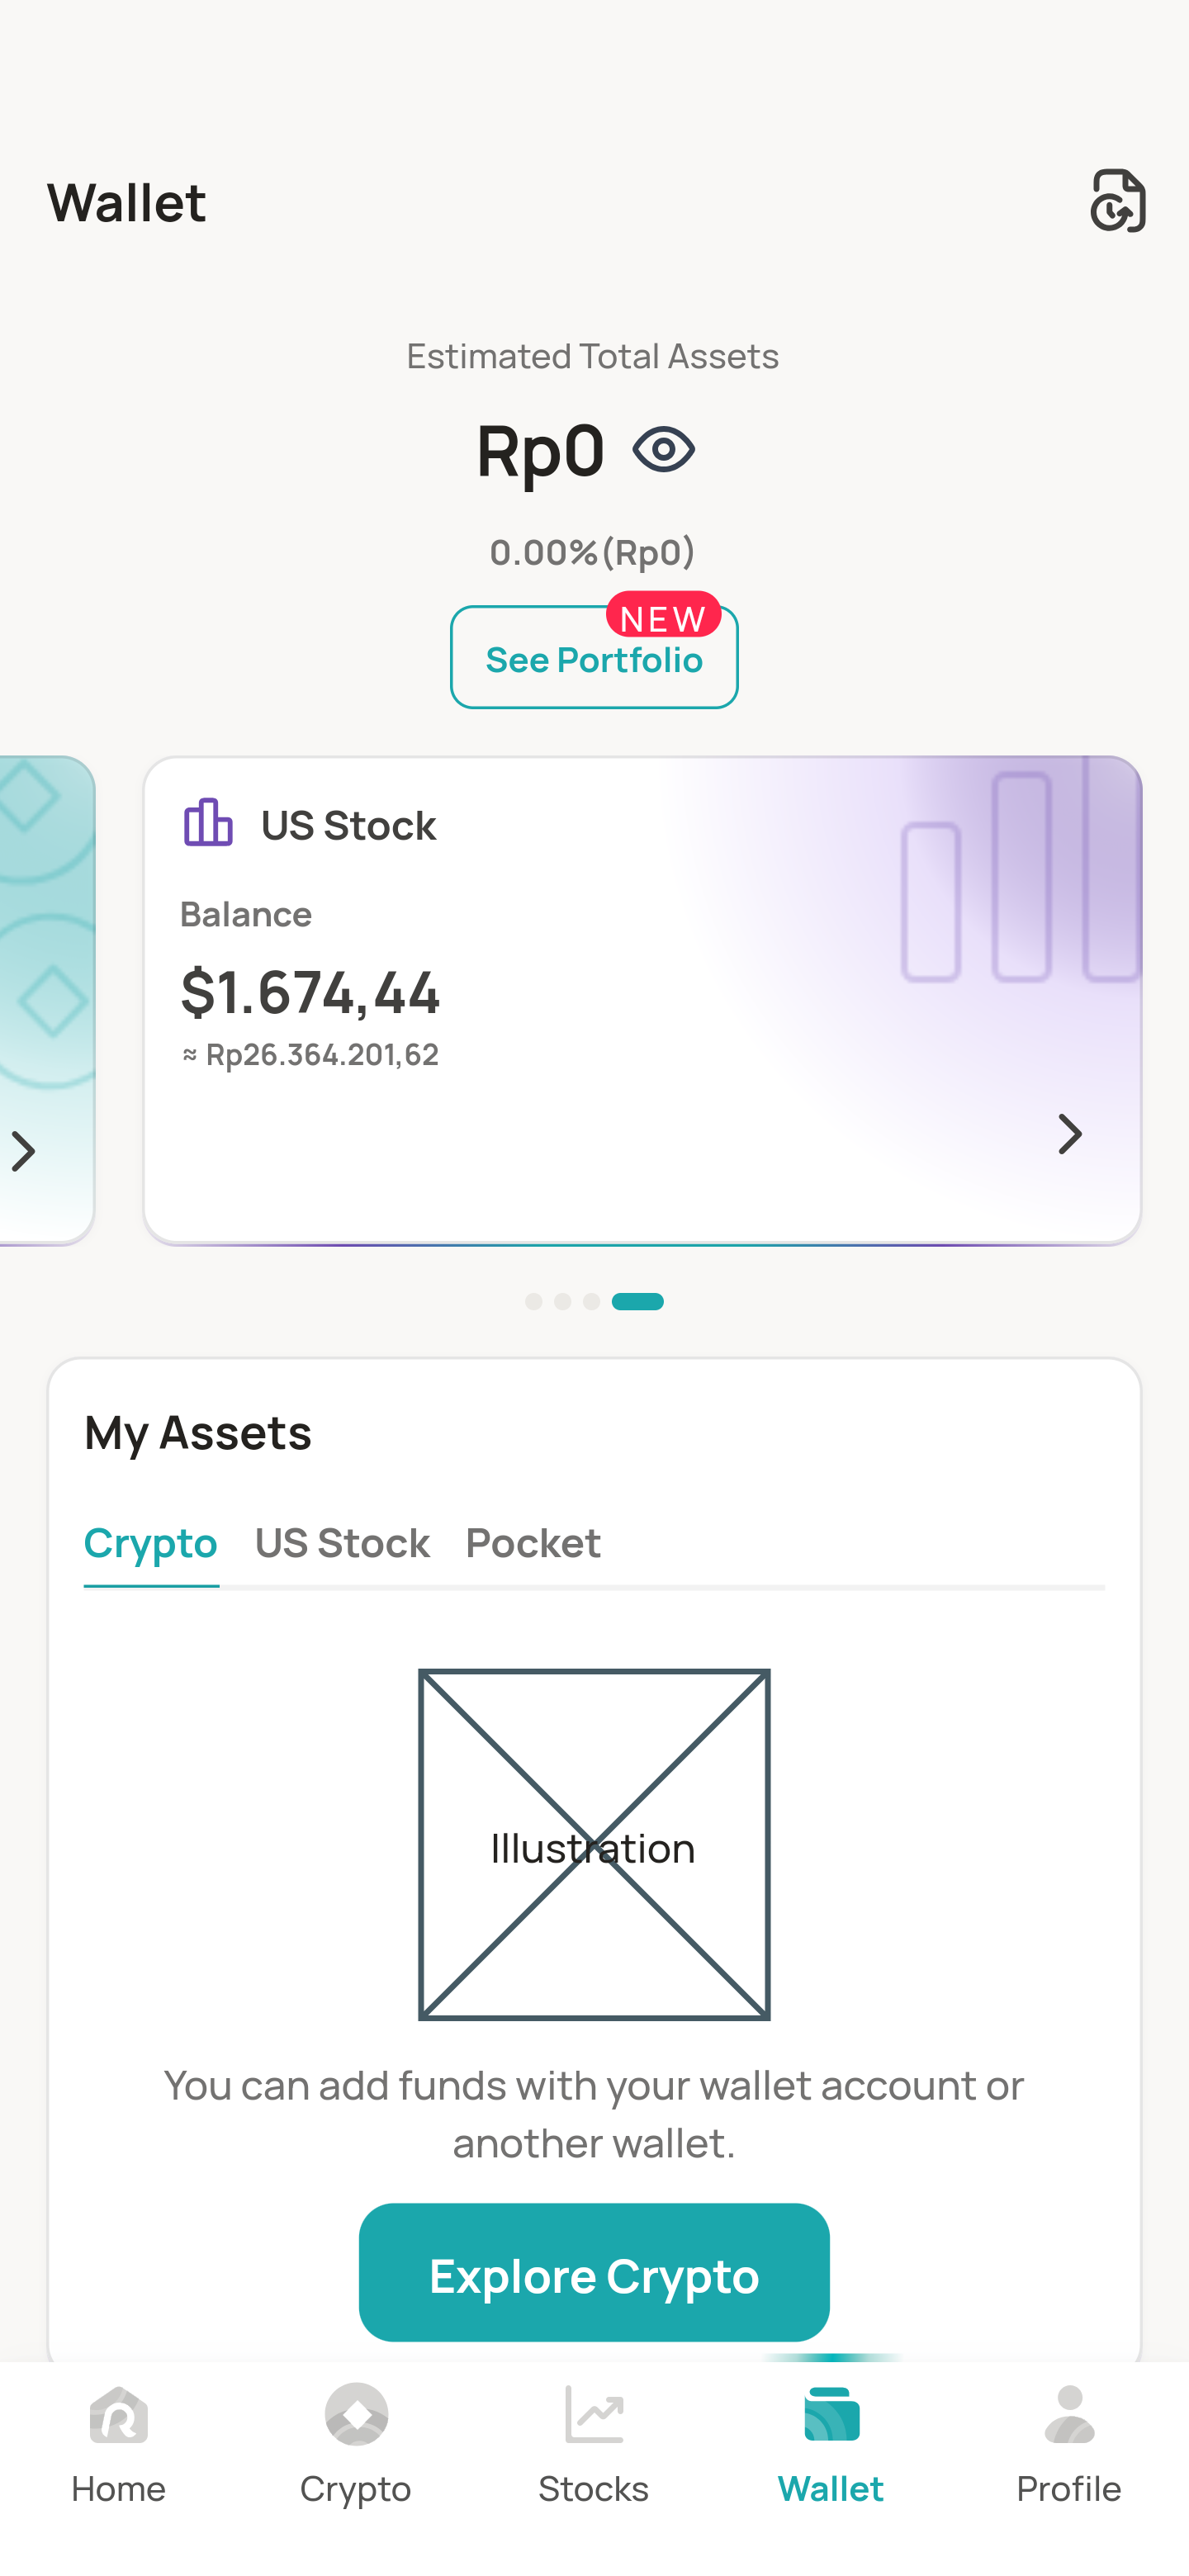 Wallet
Estimated Total Assets
Rp0
0.00%(Rp0)
NEW
See Portfolio
US Stock
Balance
$1.674,44
≈ Rp26.364.201,62
My Assets
Crypto US Stock Pocket
Illustration
You can add funds with your wallet account or
another wallet.
Explore Crypto
Home Crypto Stocks Wallet Profile